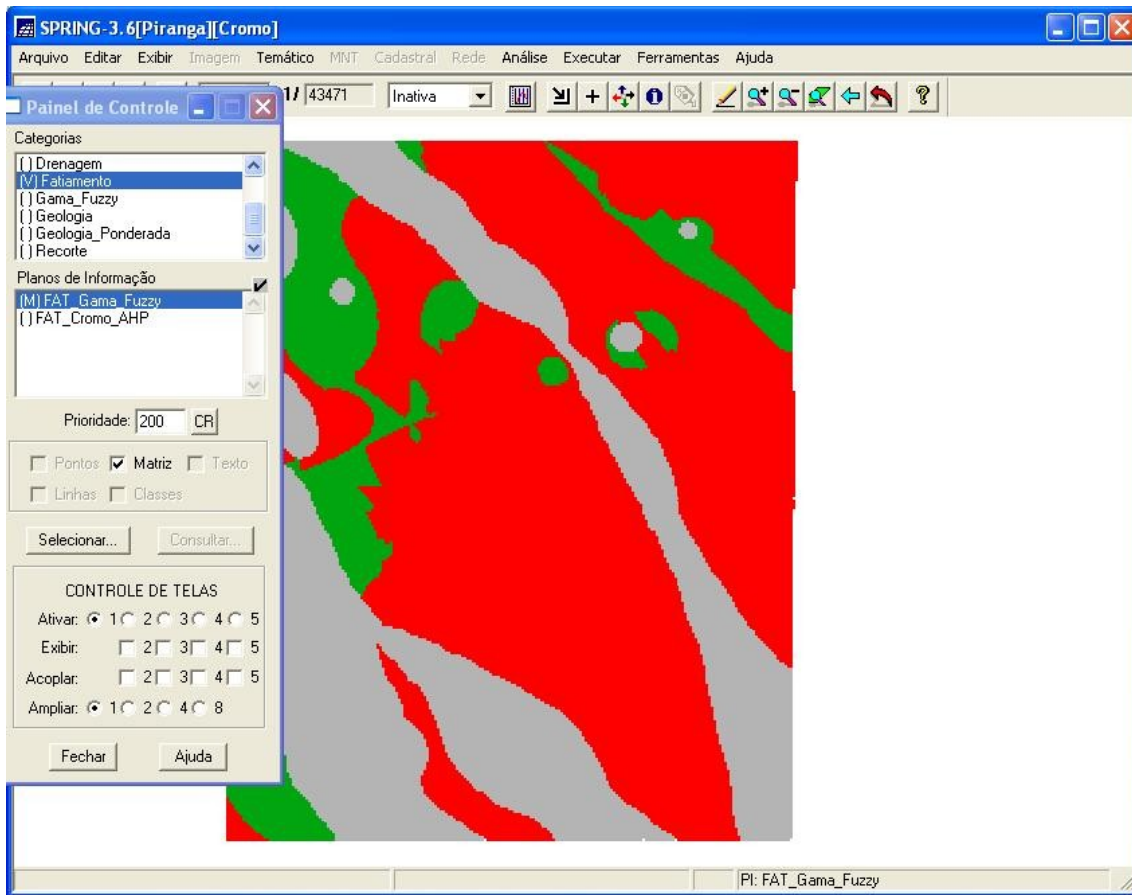 SPRING-3.6[Piranga][Cromo]
Arquivo Editar Exibir Imagem Temático MNT Cadastral Rede Análise Executar Ferramentas Ajuda
1/ 43471 Inativa
Painel de Controle
Categorias
( ) Drenagem
(V) Fatiamento
( ) Gama_Fuzzy
( ) Geologia
( ) Geologia_Ponderada
( ) Recorte
Planos de Informação
(M) FAT_Gama_Fuzzy
( ) FAT_Cromo_AHP
Prioridade: 200 CR
Pontos Matriz Texto
Linhas Classes
Selecionar... Consultar...
CONTROLE DE TELAS
Ativar: 1 2 3 4 5
Exibir: 2 3 4 5
Acoplar: 2 3 4 5
Ampliar: 1 2 4 8
Fechar Ajuda
PI: FAT_Gama_Fuzzy